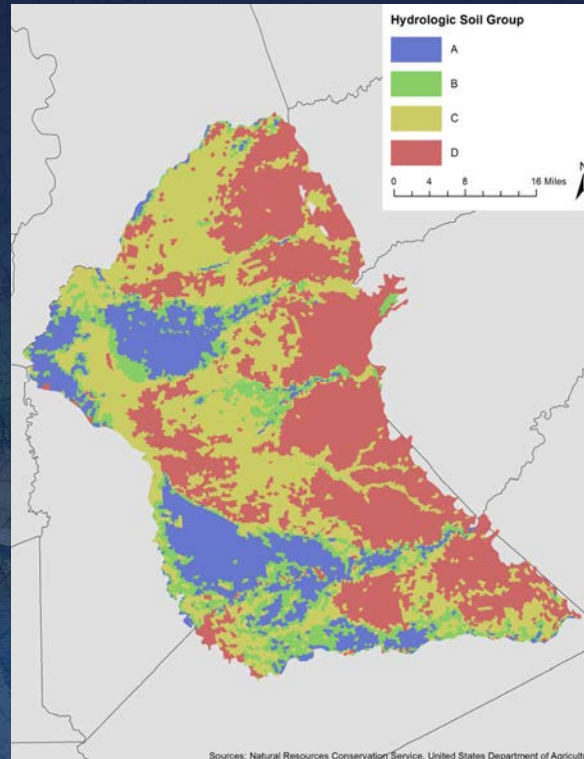 Hydrologic Soil Group
A
B
C
D
0 4 8 16 Miles
N
Sources: Natural Resources Conservation Service, United States Department of Agricult